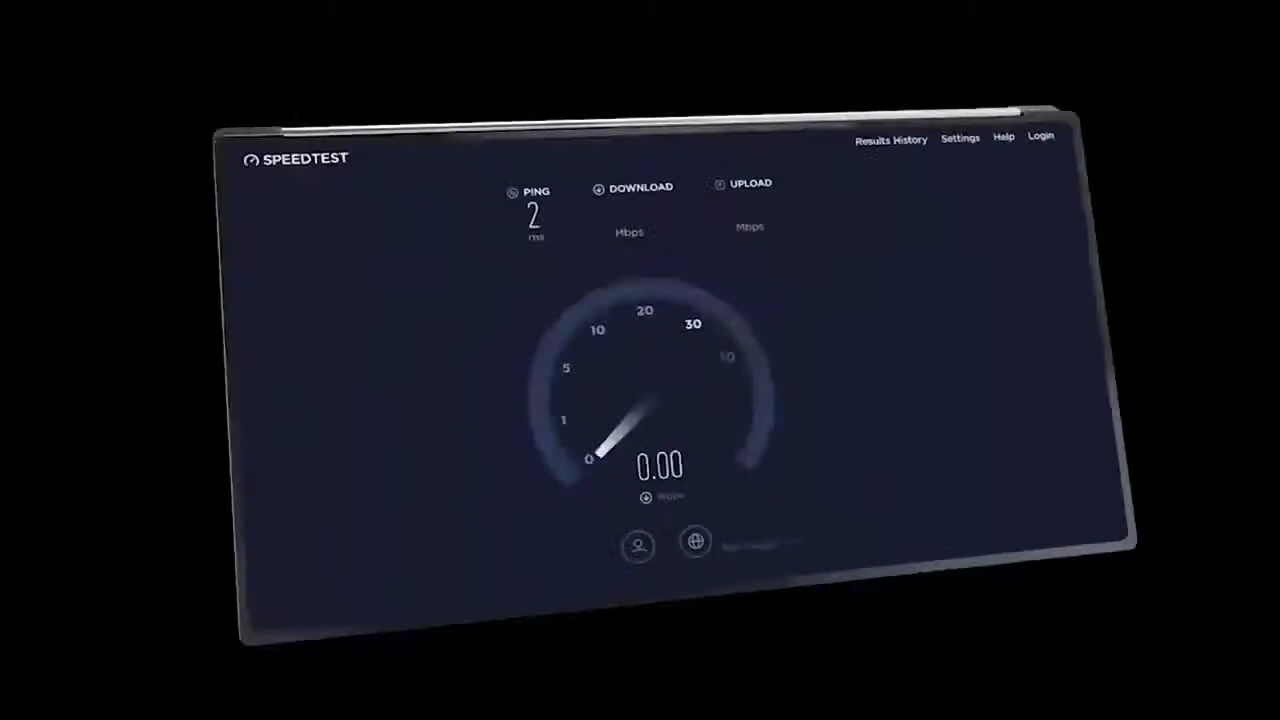 SPEEDTEST
Results History Settings Help Login
PING DOWNLOAD UPLOAD
2
ms Mbps Mbps
20
10 30
5
1
0
0.00